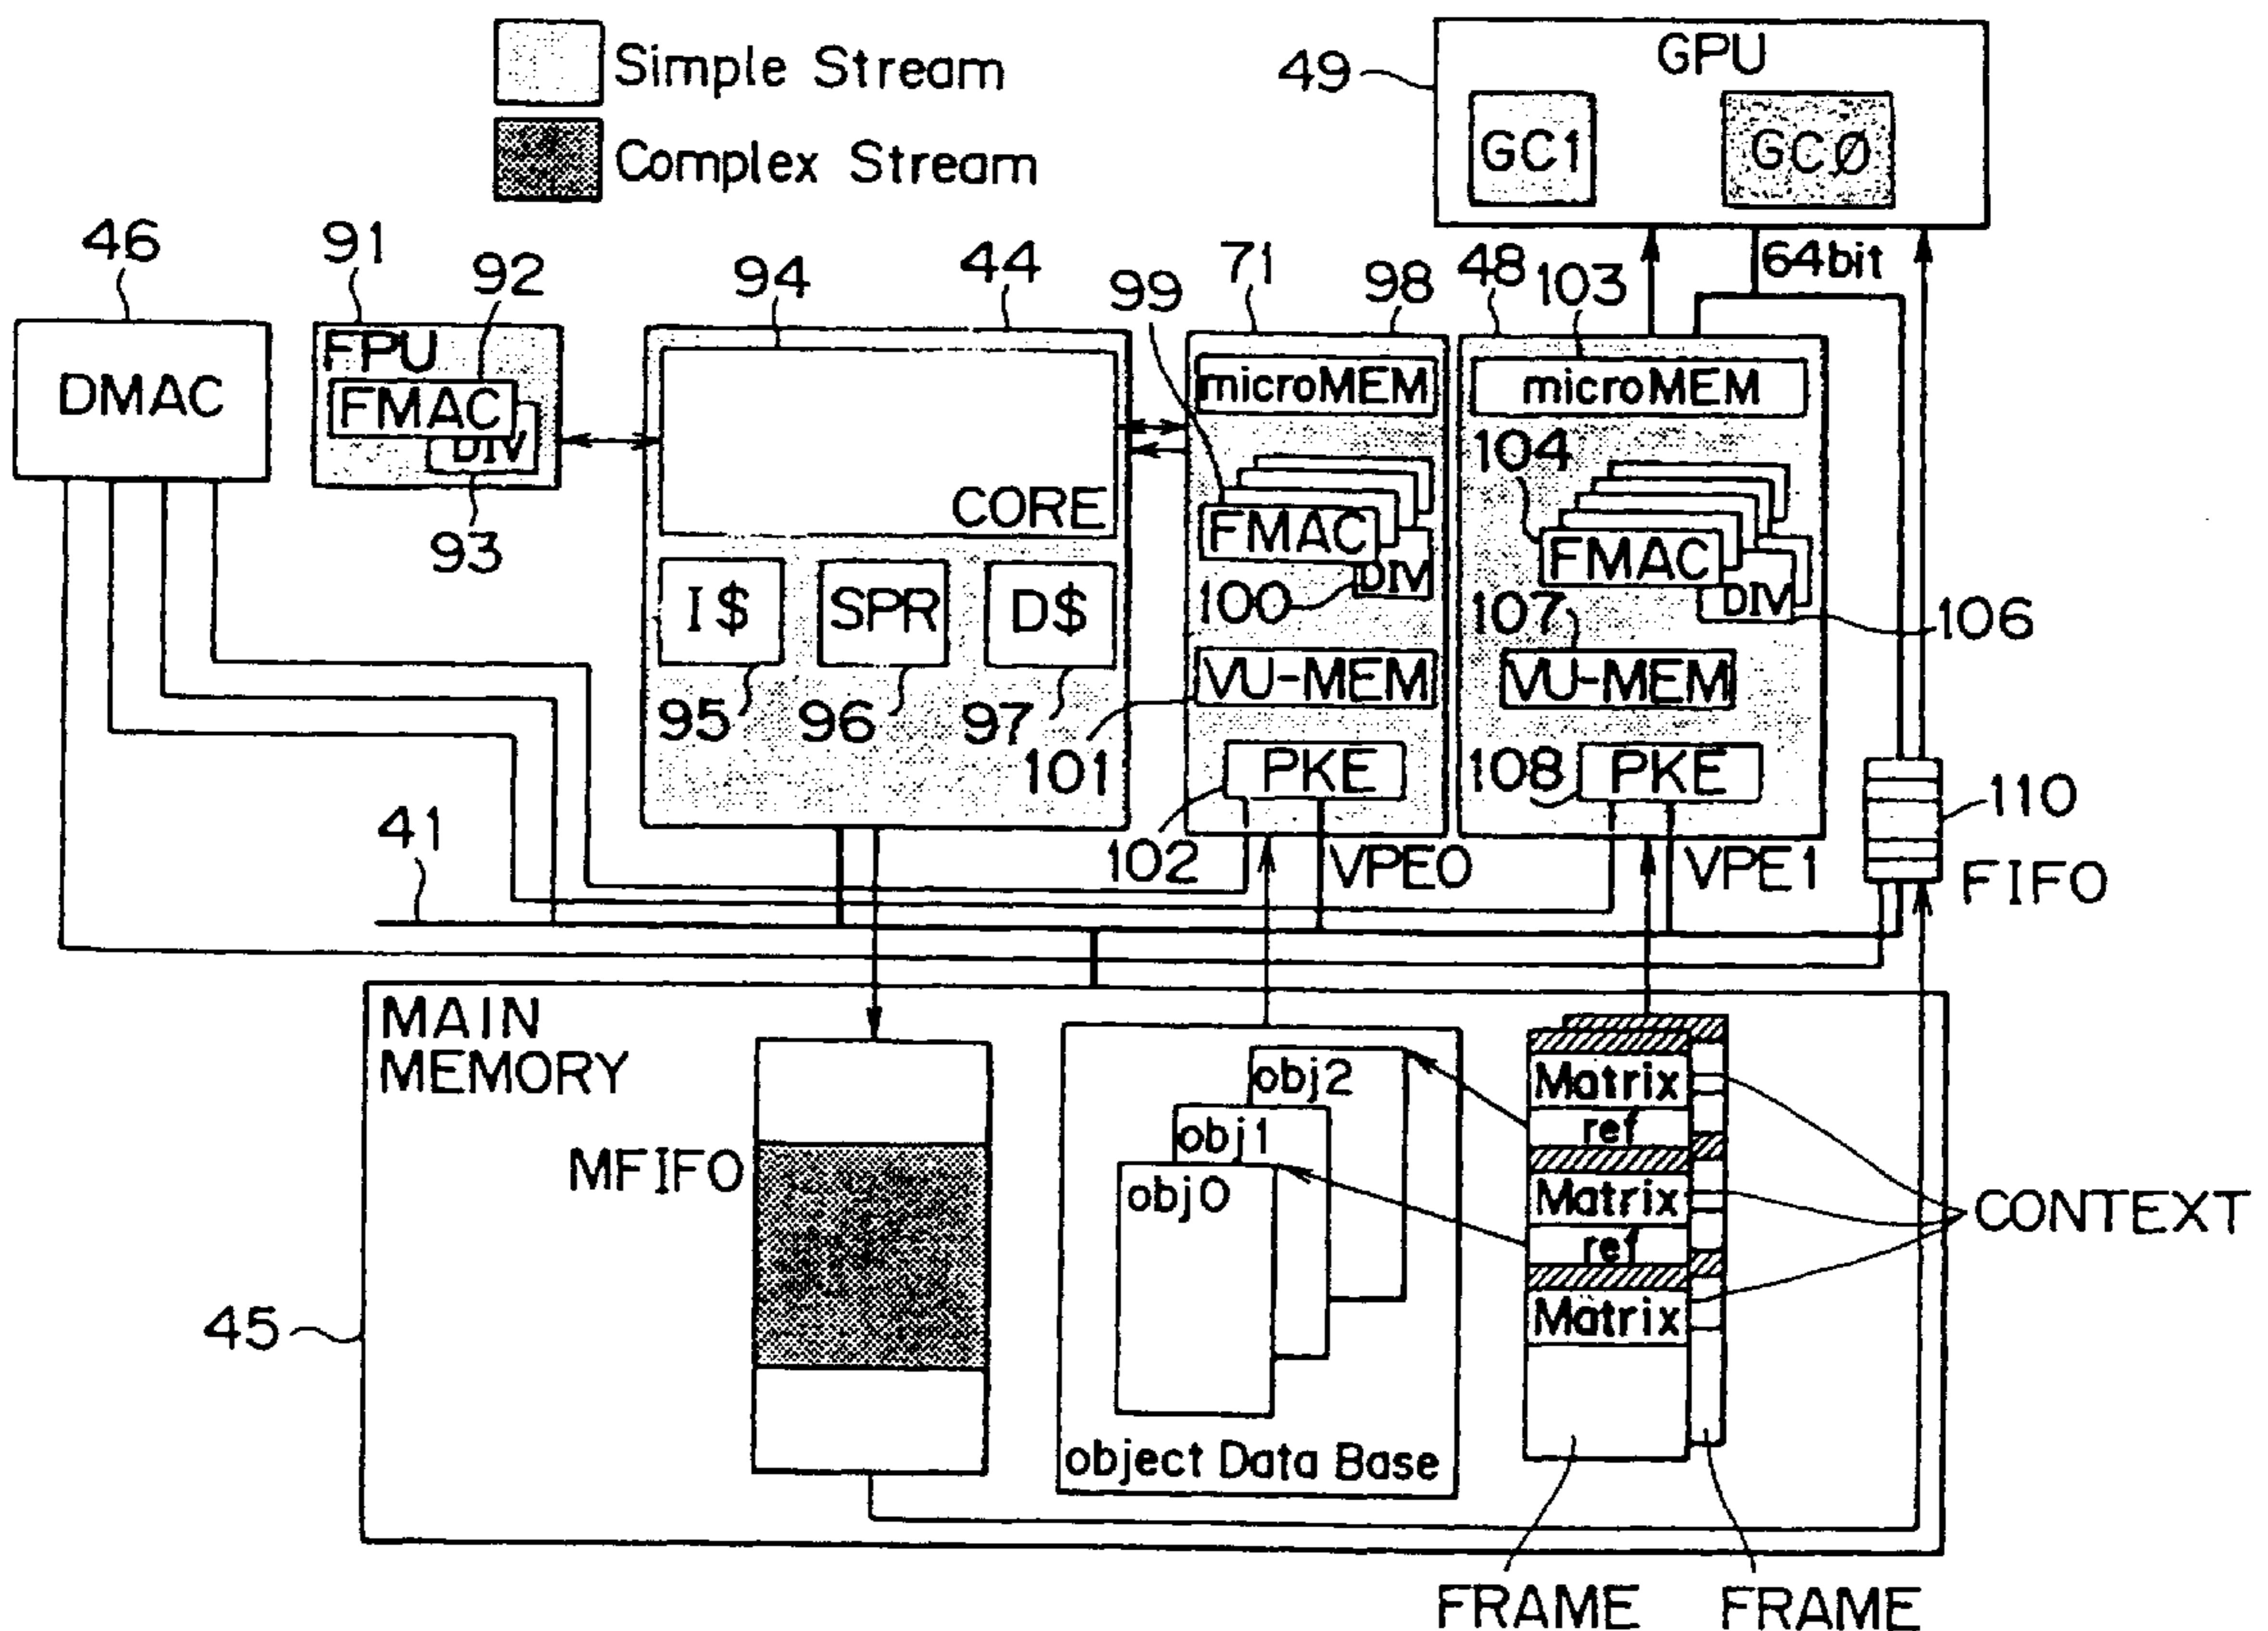 Simple Stream
Complex Stream
49
GPU
GC1
GCØ
46
91
92
94
44
71
98
48
103
64bit
99
DMAC
FPU
FMAC
DIV
93
CORE
I$
SPR
D$
95
96
97
microMEM
FMAC
DIV
100
VU-MEM
101
PKE
102
VPE0
microMEM
104
FMAC
DIV
106
107
VU-MEM
108
PKE
VPE1
110
FIFO
41
MAIN
MEMORY
MFIFO
45
obj2
obj1
obj0
object Data Base
Matrix
ref
Matrix
ref
Matrix
CONTEXT
FRAME
FRAME